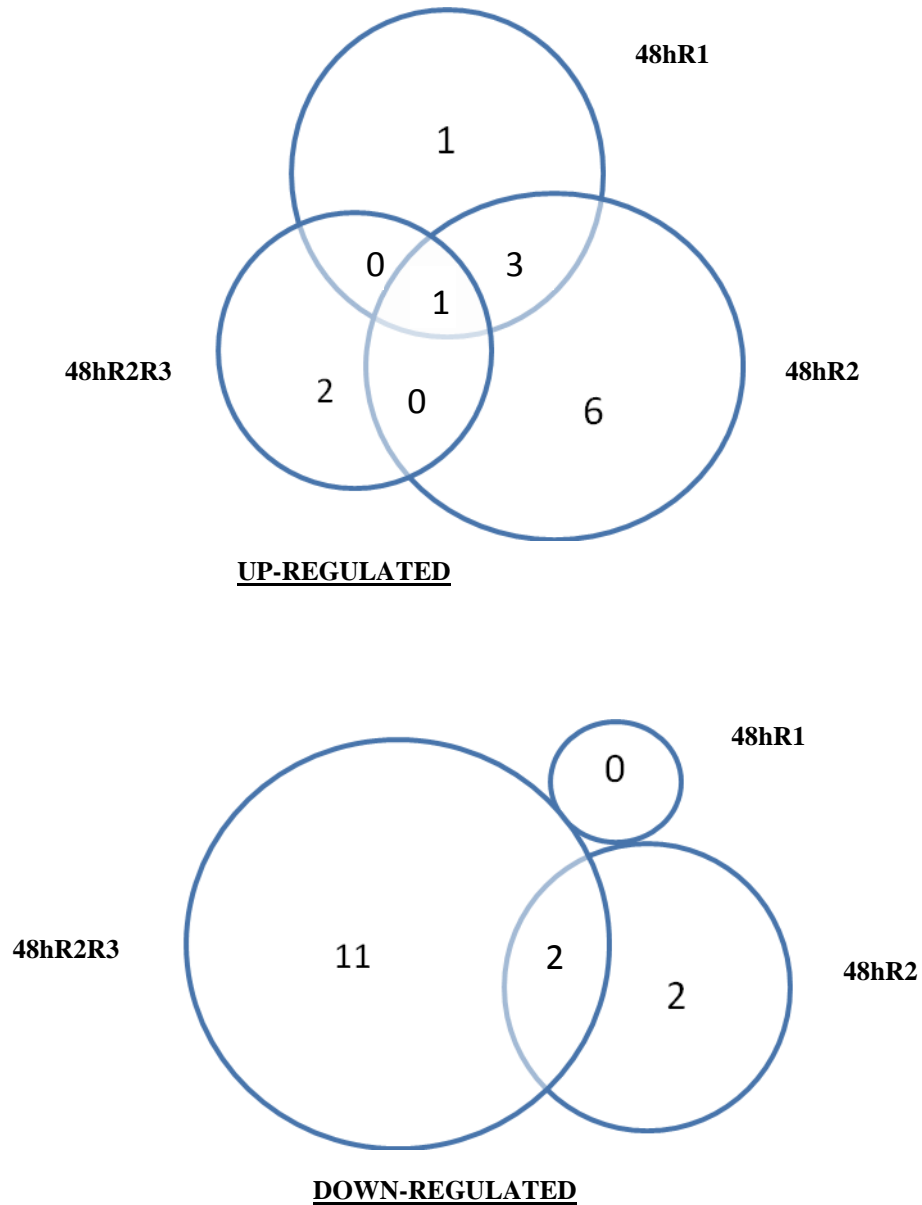 48hR1
1
0
3
1
48hR2R3
2
0
6
48hR2
UP-REGULATED
48hR1
0
48hR2R3
11
2
2
48hR2
DOWN-REGULATED